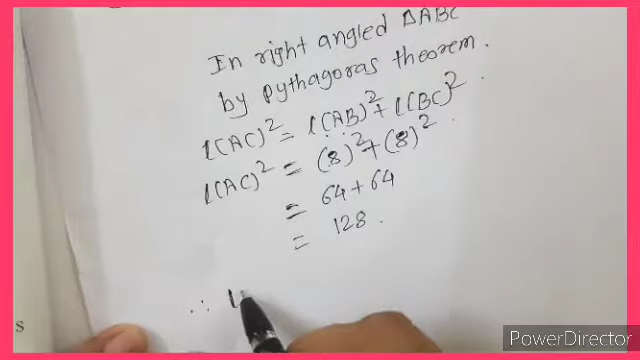 In right angled ΔABC
by pythagoras theorem.
l(AC)² = l(AB)² + l(BC)².
l(AC)² = (8)² + (8)².
= 64 + 64
= 128.
∴ l
s
PowerDirector